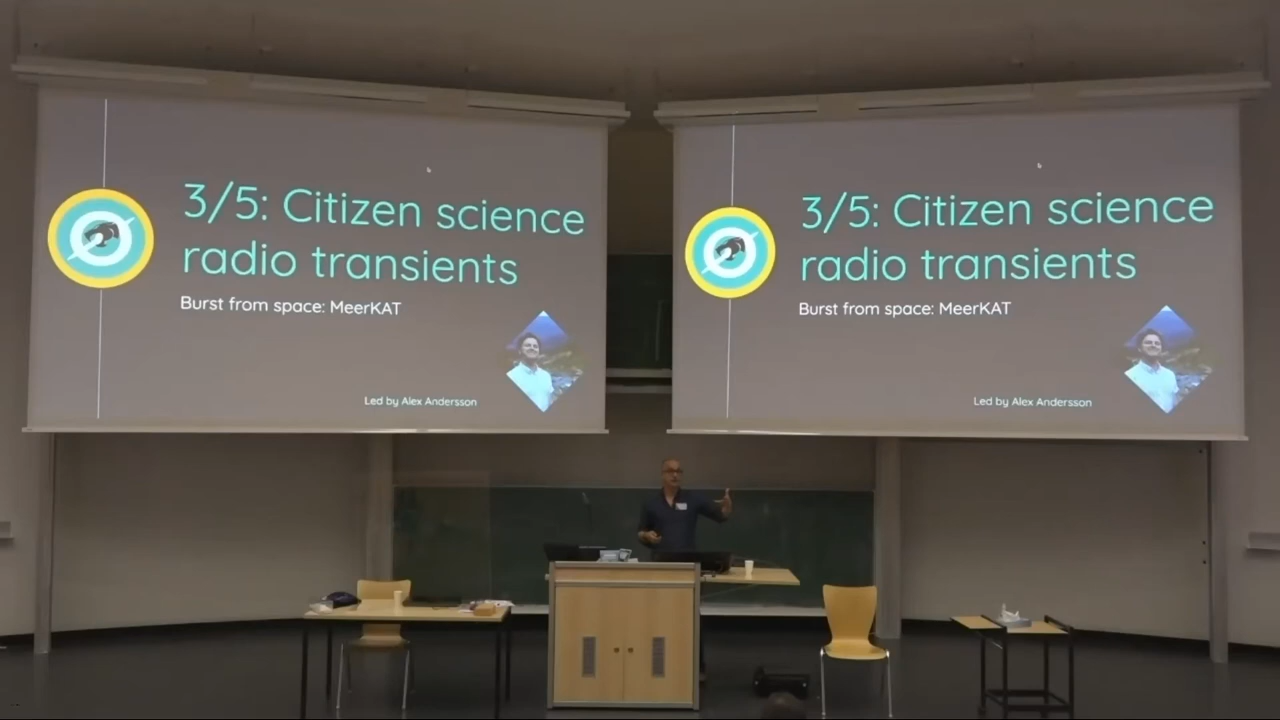 3/5: Citizen science
radio transients
Burst from space: MeerKAT
Led by Alex Andersson
3/5: Citizen science
radio transients
Burst from space: MeerKAT
Led by Alex Andersson